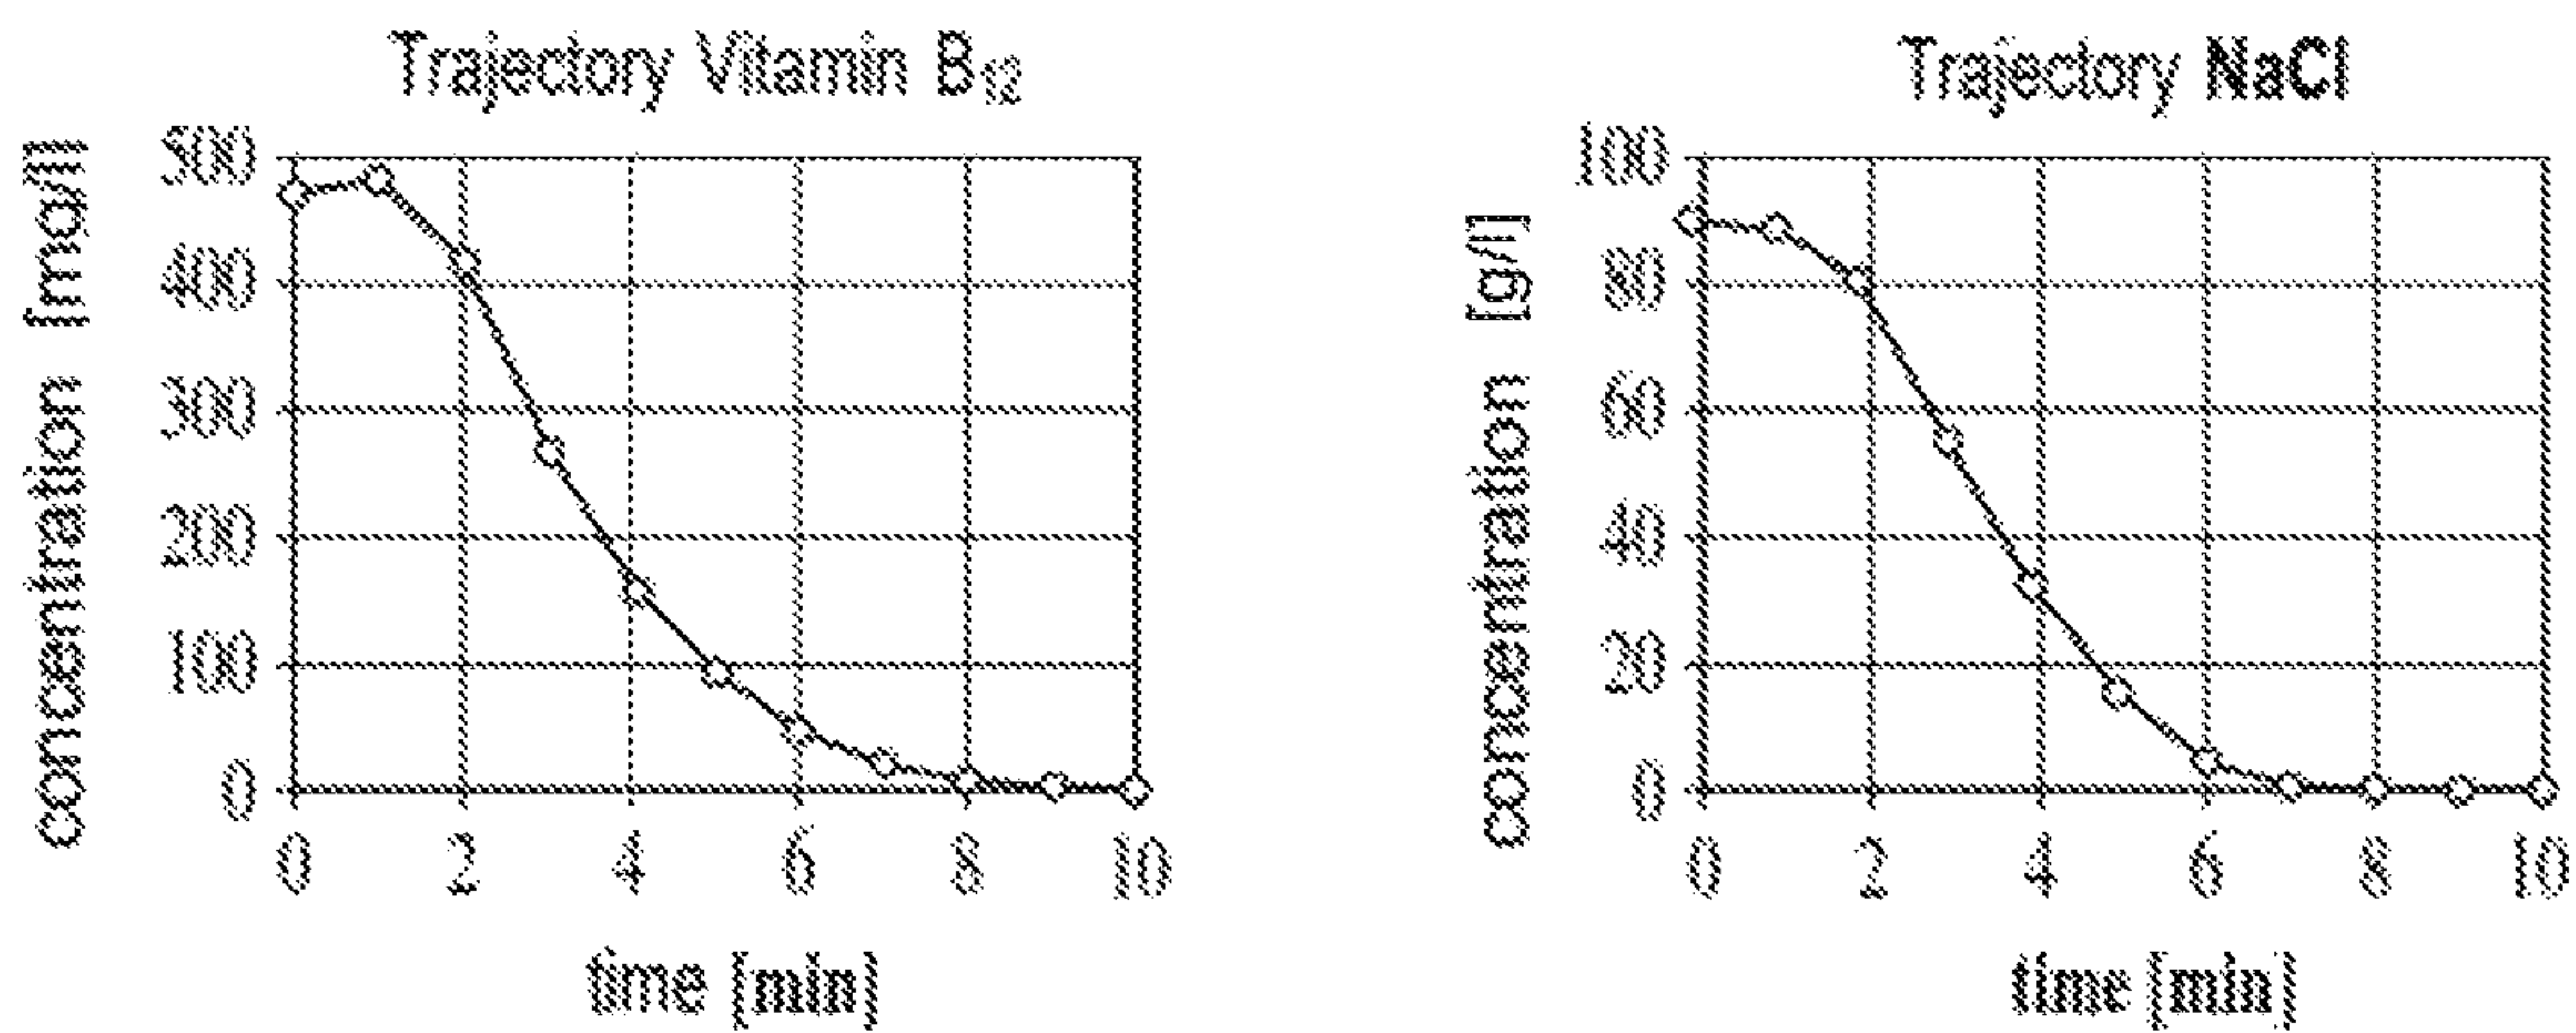 Trajectory Vitamin B12
concentration [mg/l]
500
400
300
200
100
0
0 2 4 6 8 10
time [min]
Trajectory NaCl
concentration [g/l]
100
80
60
40
20
0
0 2 4 6 8 10
time [min]